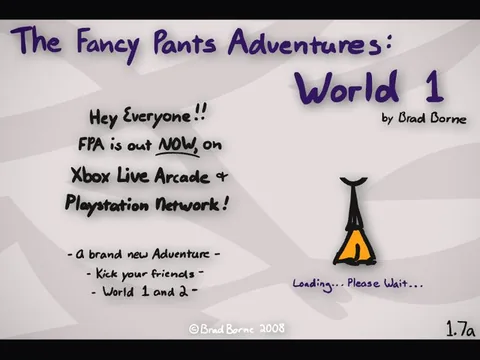 The Fancy Pants Adventures:
World 1
by Brad Borne
Hey Everyone!!
FPA is out NOW, on
Xbox Live Arcade +
Playstation Network!
- A brand new Adventure -
- Kick your friends -
- World 1 and 2 -
Loading... Please Wait...
©Brad Borne 2008
1.7a